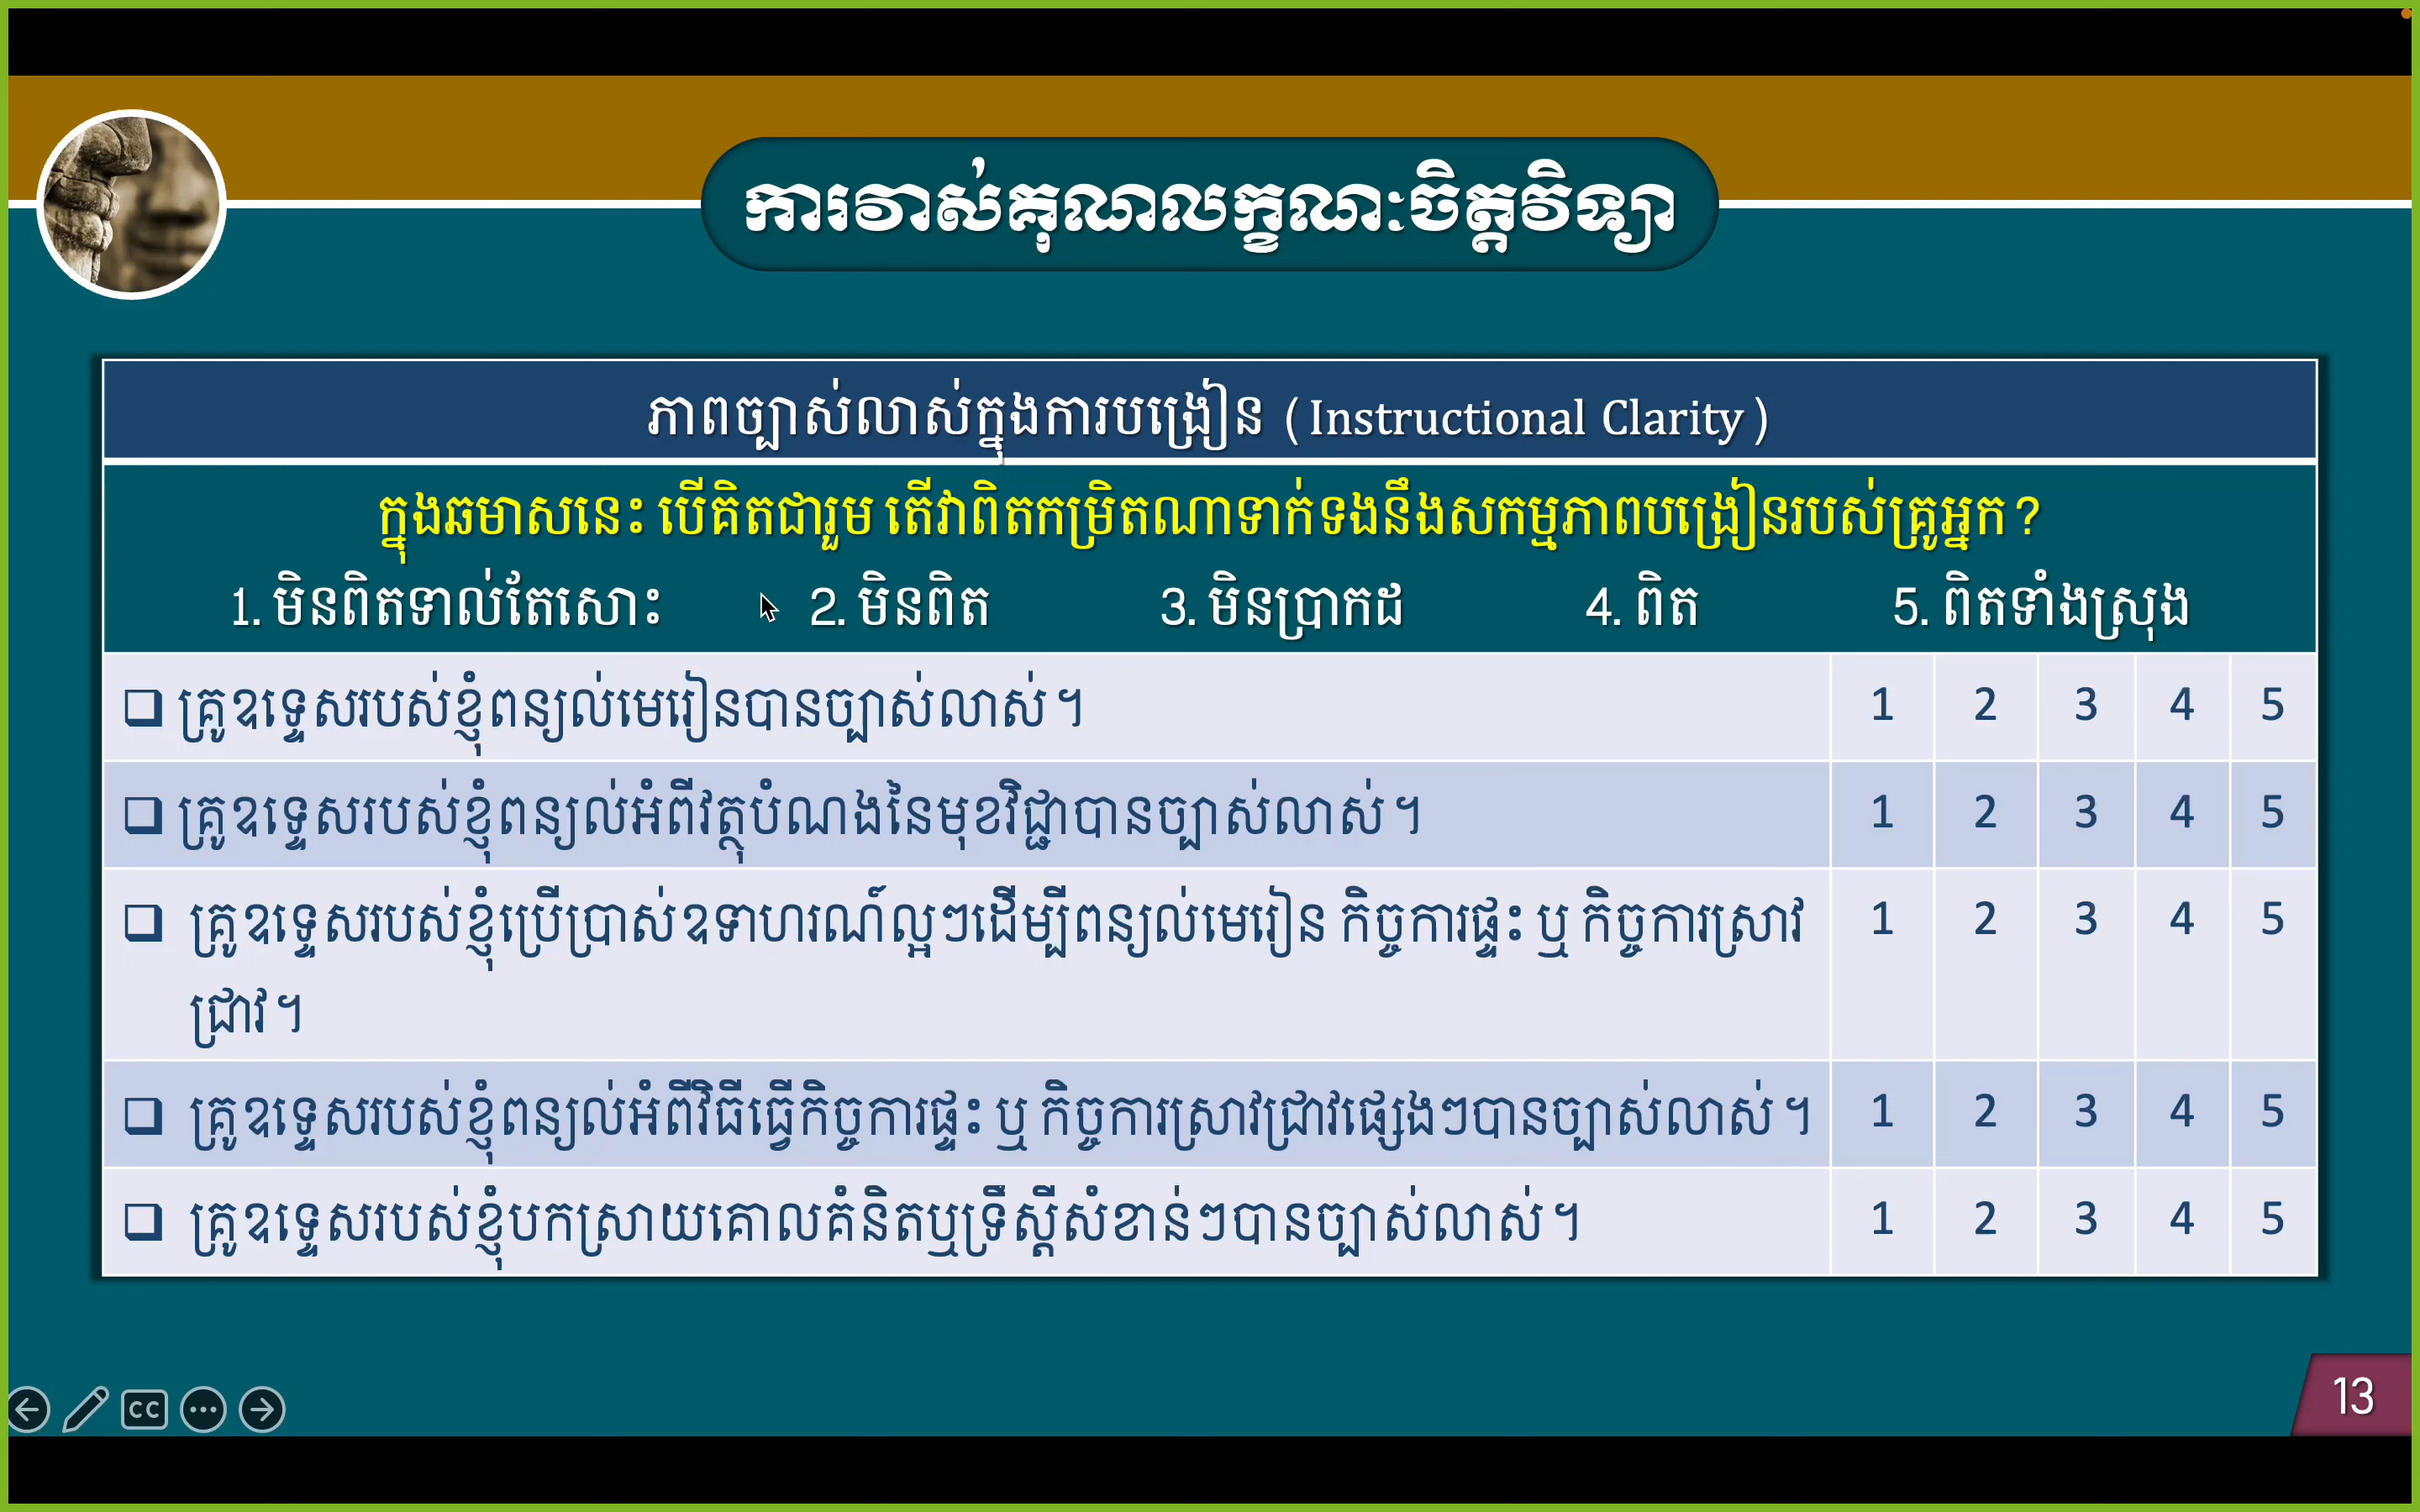 ការវាស់គុណលក្ខណៈចិត្តវិទ្យា
ភាពច្បាស់លាស់ក្នុងការបង្រៀន (Instructional Clarity)
ក្នុងឆមាសនេះ បើគិតជារួម តើវាពិតកម្រិតណាទាក់ទងនឹងសកម្មភាពបង្រៀនរបស់គ្រូអ្នក?
1. មិនពិតទាល់តែសោះ 2. មិនពិត 3. មិនប្រាកដ 4. ពិត 5. ពិតទាំងស្រុង
គ្រូឧទ្ទេសរបស់ខ្ញុំពន្យល់មេរៀនបានច្បាស់លាស់។ 1 2 3 4 5
គ្រូឧទ្ទេសរបស់ខ្ញុំពន្យល់អំពីវត្ថុបំណងនៃមុខវិជ្ជាបានច្បាស់លាស់។ 1 2 3 4 5
គ្រូឧទ្ទេសរបស់ខ្ញុំប្រើប្រាស់ឧទាហរណ៍ល្អៗដើម្បីពន្យល់មេរៀន កិច្ចការផ្ទះ ឬ កិច្ចការស្រាវ 1 2 3 4 5
ជ្រាវ។
គ្រូឧទ្ទេសរបស់ខ្ញុំពន្យល់អំពីវិធីធ្វើកិច្ចការផ្ទះ ឬ កិច្ចការស្រាវជ្រាវផ្សេងៗបានច្បាស់លាស់។ 1 2 3 4 5
គ្រូឧទ្ទេសរបស់ខ្ញុំបកស្រាយគោលគំនិតឬទ្រឹស្តីសំខាន់ៗបានច្បាស់លាស់។ 1 2 3 4 5
CC
13